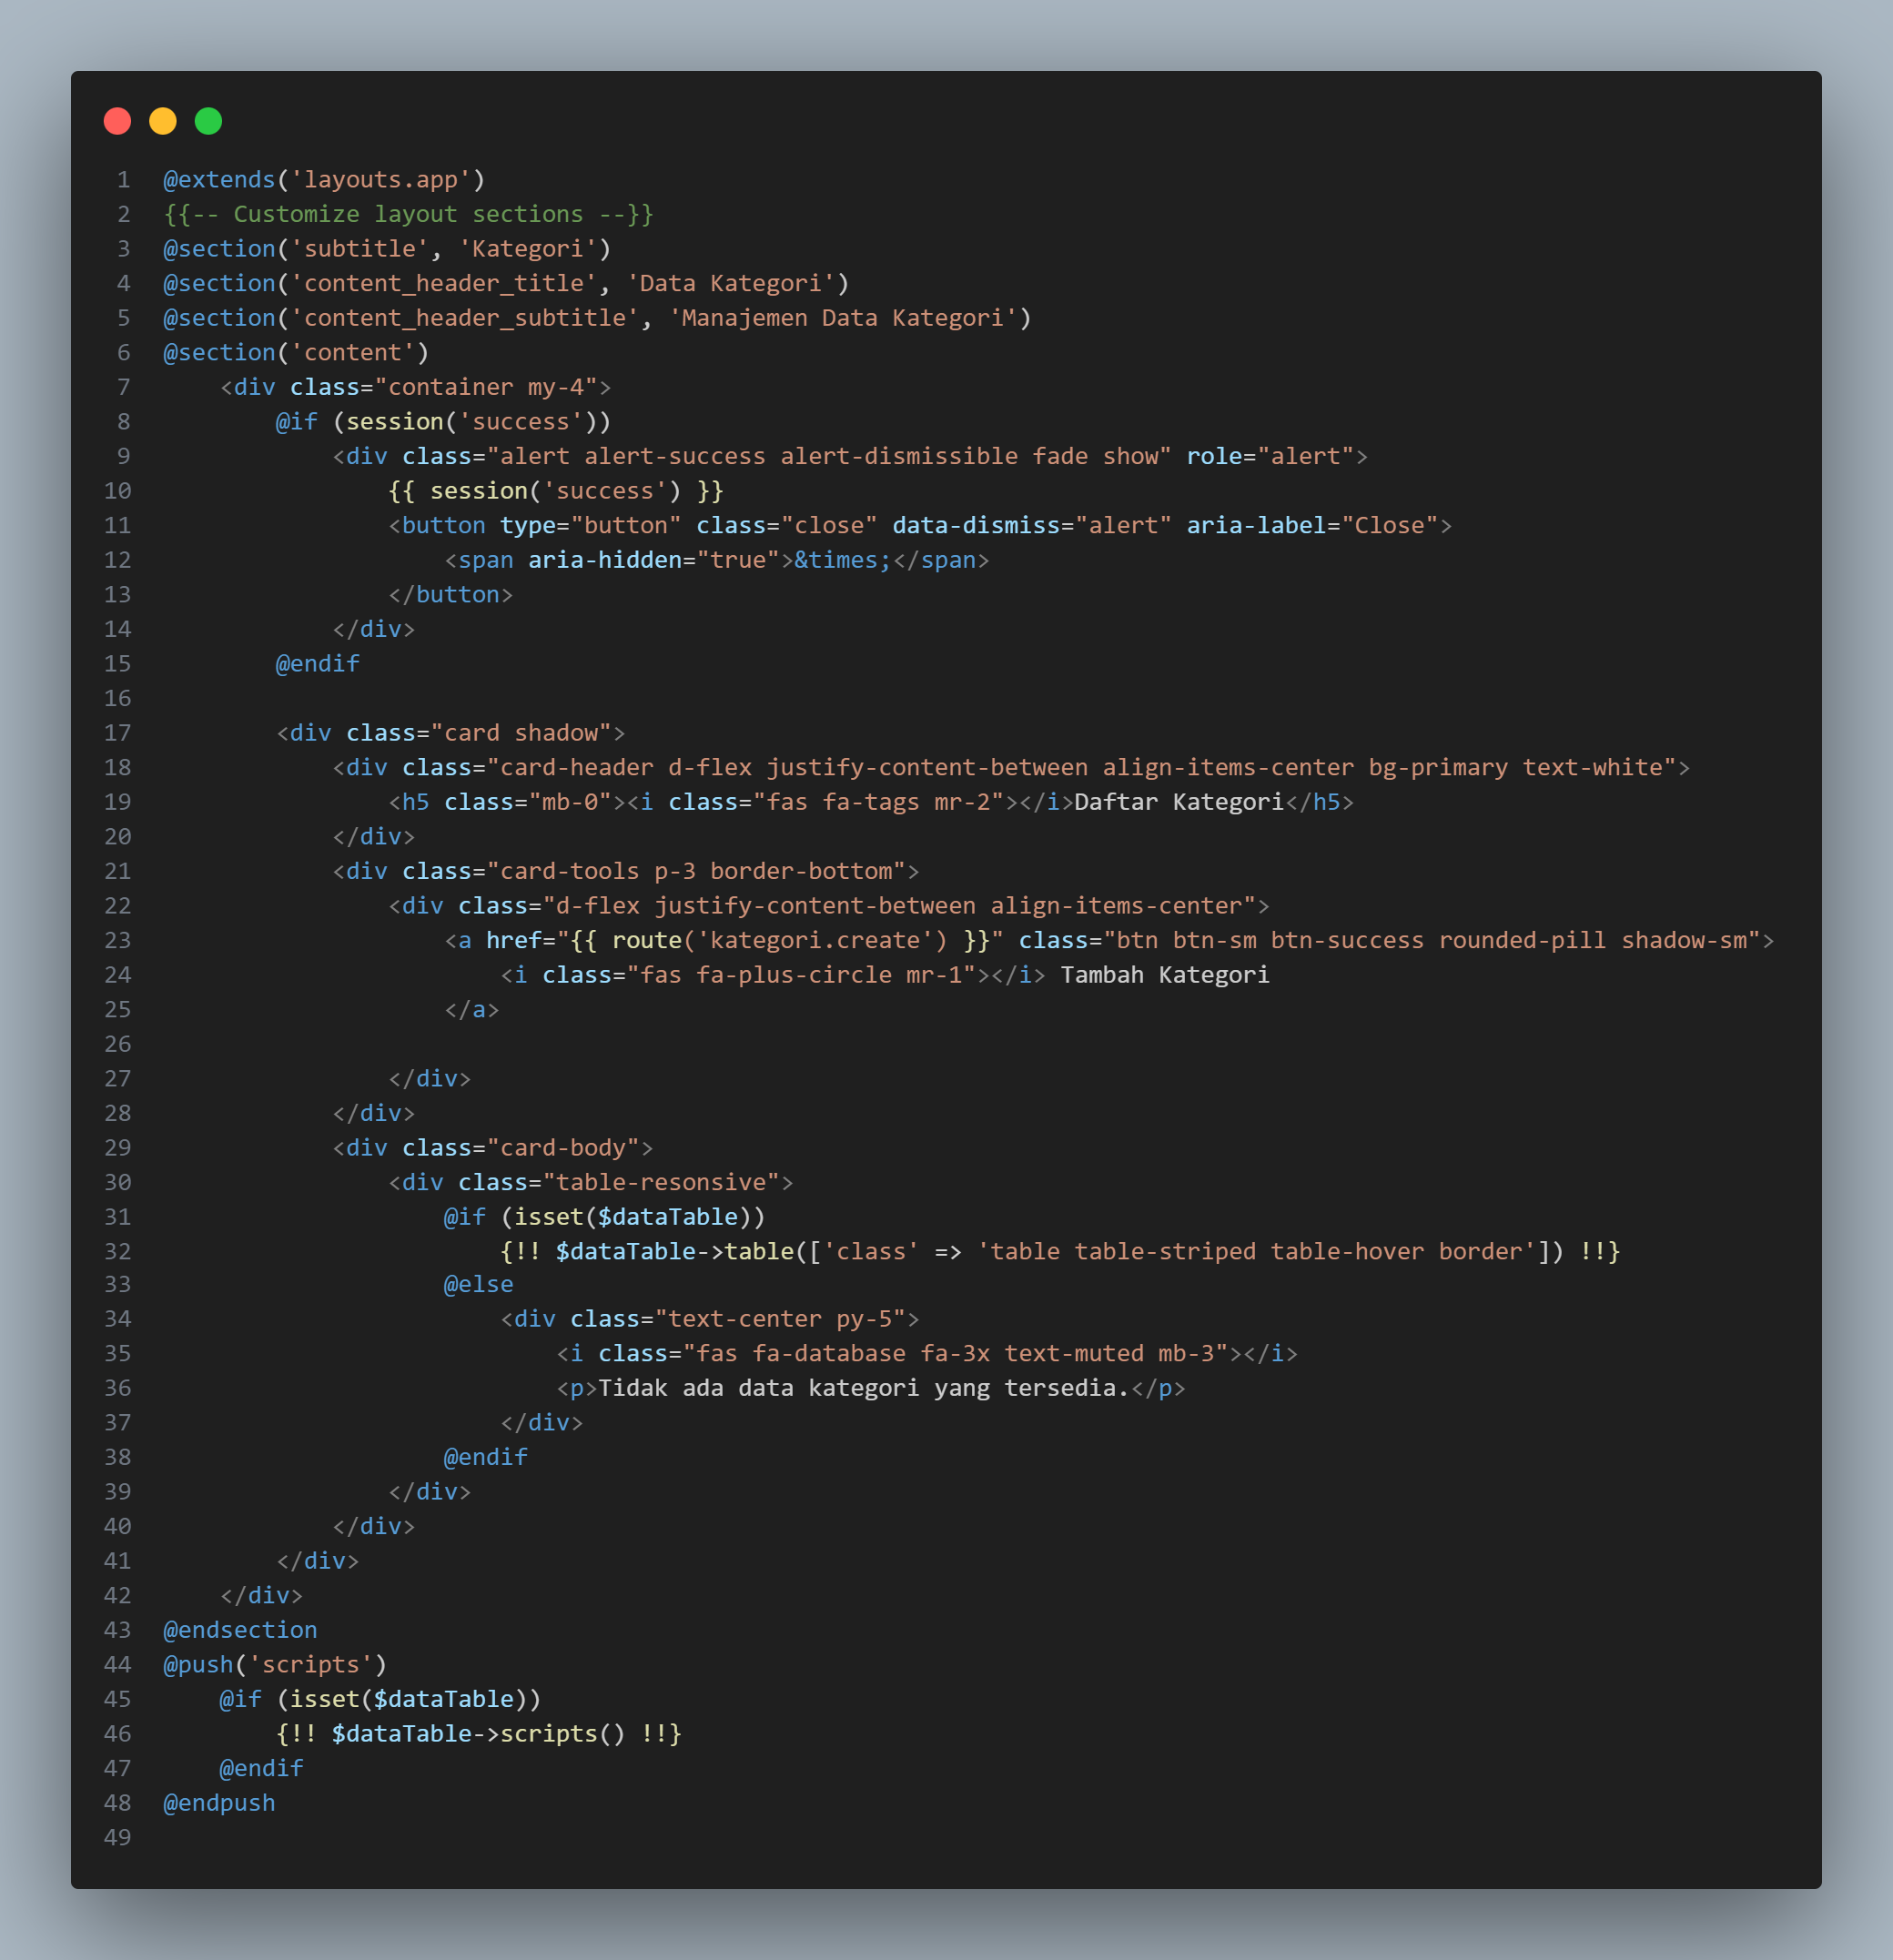 1 @extends('layouts.app')
2 {{-- Customize layout sections --}}
3 @section('subtitle', 'Kategori')
4 @section('content_header_title', 'Data Kategori')
5 @section('content_header_subtitle', 'Manajemen Data Kategori')
6 @section('content')
7     <div class="container my-4">
8         @if (session('success'))
9             <div class="alert alert-success alert-dismissible fade show" role="alert">
10                 {{ session('success') }}
11                 <button type="button" class="close" data-dismiss="alert" aria-label="Close">
12                     <span aria-hidden="true">&times;</span>
13                 </button>
14             </div>
15         @endif
16
17         <div class="card shadow">
18             <div class="card-header d-flex justify-content-between align-items-center bg-primary text-white">
19                 <h5 class="mb-0"><i class="fas fa-tags mr-2"></i>Daftar Kategori</h5>
20             </div>
21             <div class="card-tools p-3 border-bottom">
22                 <div class="d-flex justify-content-between align-items-center">
23                     <a href="{{ route('kategori.create') }}" class="btn btn-sm btn-success rounded-pill shadow-sm">
24                         <i class="fas fa-plus-circle mr-1"></i> Tambah Kategori
25                     </a>
26
27                 </div>
28             </div>
29             <div class="card-body">
30                 <div class="table-resonsive">
31                     @if (isset($dataTable))
32                         {!! $dataTable->table(['class' => 'table table-striped table-hover border']) !!}
33                     @else
34                         <div class="text-center py-5">
35                             <i class="fas fa-database fa-3x text-muted mb-3"></i>
36                             <p>Tidak ada data kategori yang tersedia.</p>
37                         </div>
38                     @endif
39                 </div>
40             </div>
41         </div>
42     </div>
43 @endsection
44 @push('scripts')
45     @if (isset($dataTable))
46         {!! $dataTable->scripts() !!}
47     @endif
48 @endpush
49